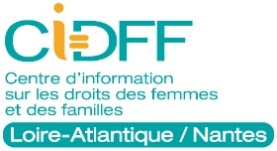 CIDFF
Centre d'information
sur les droits des femmes
et des familles
Loire-Atlantique / Nantes